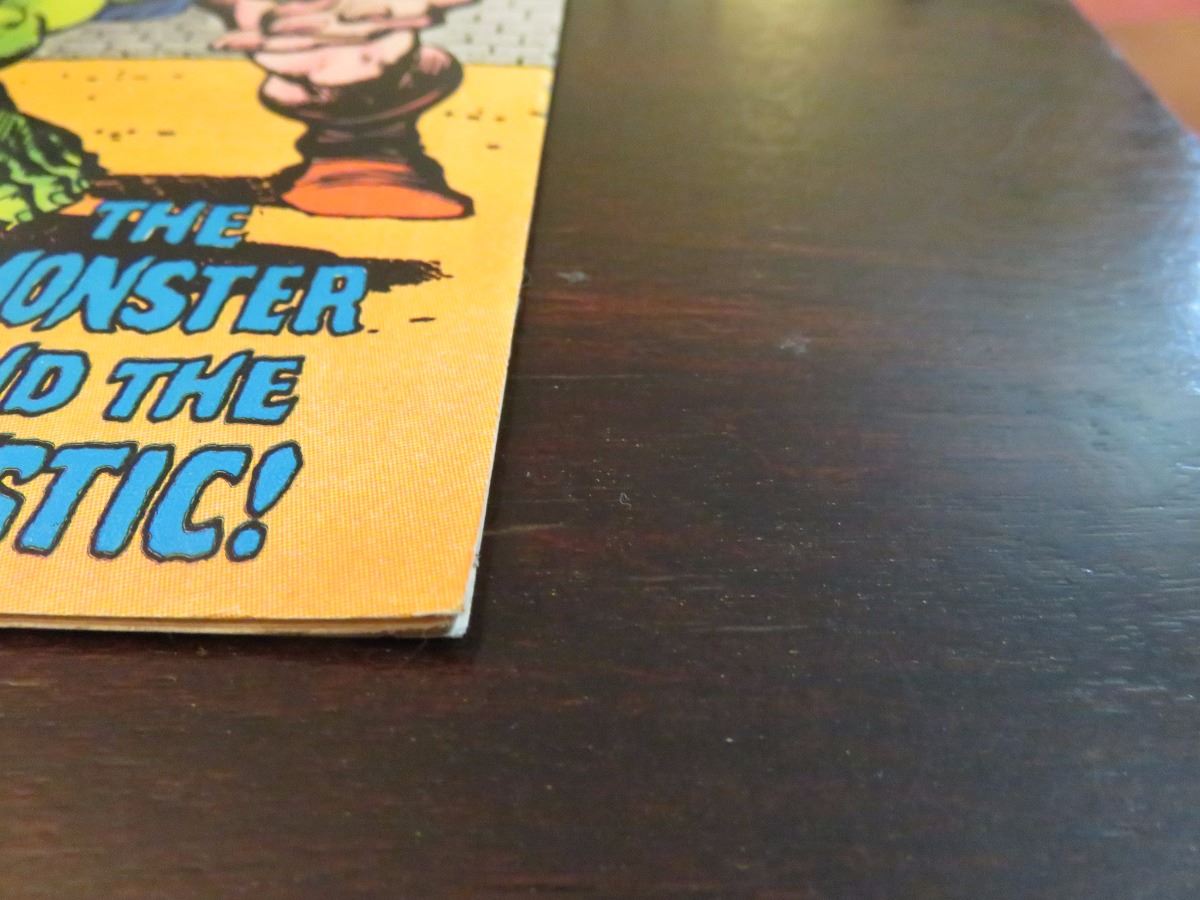 THE
MONSTER
ND THE
STIC!